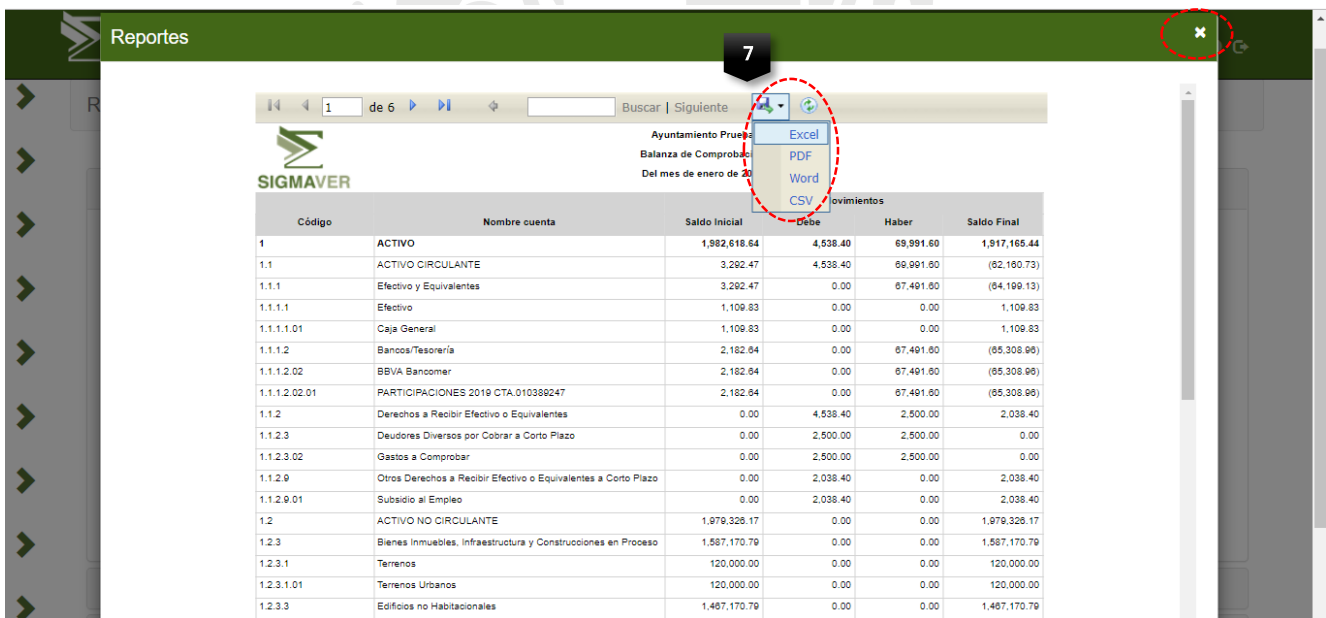 Reportes
7
1 de 6 Buscar | Siguiente
Excel
PDF
Word
CSV
SIGMAVER
Ayuntamiento Prueba
Balanza de Comprobaci
Del mes de enero de 20
ovimientos
Código Nombre cuenta Saldo Inicial Debe Haber Saldo Final
1 ACTIVO 1,982,618.64 4,538.40 69,991.60 1,917,165.44
1.1 ACTIVO CIRCULANTE 3,292.47 4,538.40 69,991.60 (62,160.73)
1.1.1 Efectivo y Equivalentes 3,292.47 0.00 67,491.60 (64,199.13)
1.1.1.1 Efectivo 1,109.83 0.00 0.00 1,109.83
1.1.1.1.01 Caja General 1,109.83 0.00 0.00 1,109.83
1.1.1.2 Bancos/Tesorería 2,182.64 0.00 67,491.60 (65,308.96)
1.1.1.2.02 BBVA Bancomer 2,182.64 0.00 67,491.60 (65,308.96)
1.1.1.2.02.01 PARTICIPACIONES 2019 CTA.010389247 2,182.64 0.00 67,491.60 (65,308.96)
1.1.2 Derechos a Recibir Efectivo o Equivalentes 0.00 4,538.40 2,500.00 2,038.40
1.1.2.3 Deudores Diversos por Cobrar a Corto Plazo 0.00 2,500.00 2,500.00 0.00
1.1.2.3.02 Gastos a Comprobar 0.00 2,500.00 2,500.00 0.00
1.1.2.9 Otros Derechos a Recibir Efectivo o Equivalentes a Corto Plazo 0.00 2,038.40 0.00 2,038.40
1.1.2.9.01 Subsidio al Empleo 0.00 2,038.40 0.00 2,038.40
1.2 ACTIVO NO CIRCULANTE 1,979,326.17 0.00 0.00 1,979,326.17
1.2.3 Bienes Inmuebles, Infraestructura y Construcciones en Proceso 1,587,170.79 0.00 0.00 1,587,170.79
1.2.3.1 Terrenos 120,000.00 0.00 0.00 120,000.00
1.2.3.1.01 Terrenos Urbanos 120,000.00 0.00 0.00 120,000.00
1.2.3.3 Edificios no Habitacionales 1,467,170.79 0.00 0.00 1,467,170.79